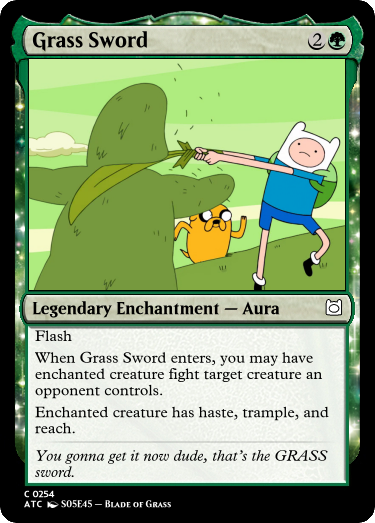 Grass Sword 2
Legendary Enchantment — Aura
Flash
When Grass Sword enters, you may have
enchanted creature fight target creature an
opponent controls.
Enchanted creature has haste, trample, and
reach.
You gonna get it now dude, that's the GRASS
sword.
C 0254
ATC S05E45 – Blade of Grass